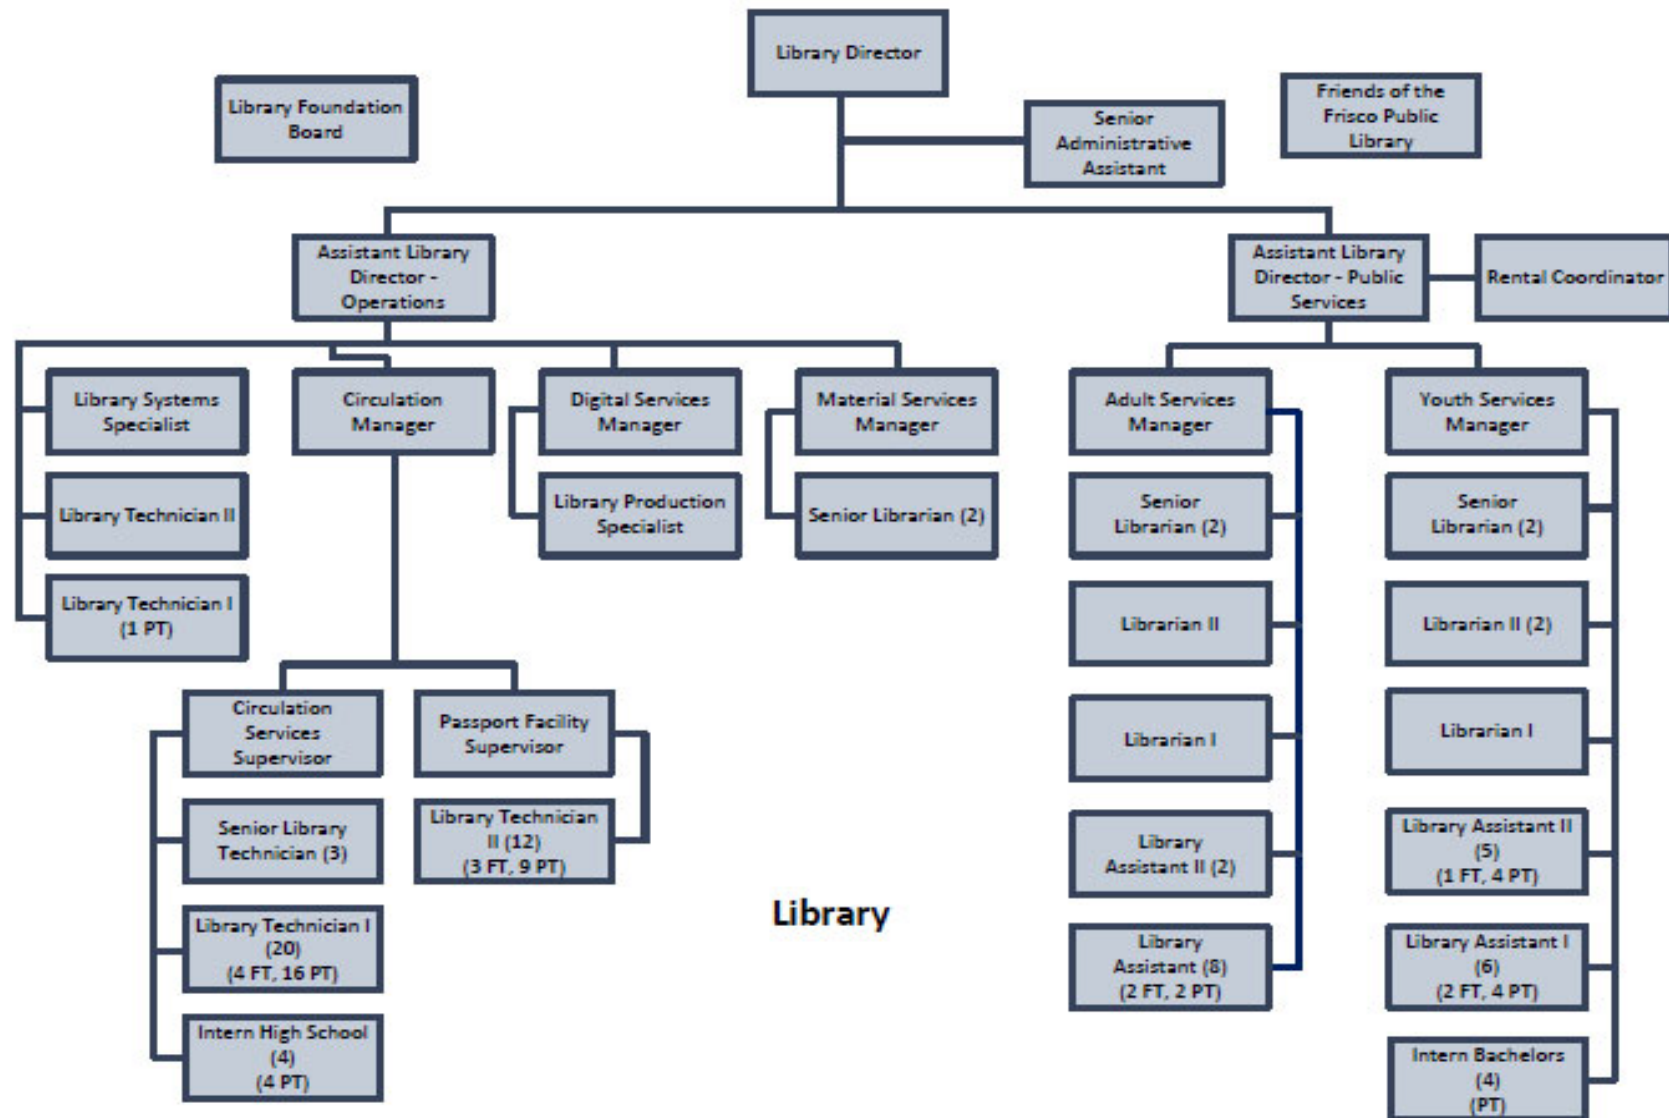 Library Director
Library Foundation
Board
Friends of the
Frisco Public
Library
Senior
Administrative
Assistant
Assistant Library
Director -
Operations
Assistant Library
Director - Public
Services
Rental Coordinator
Library Systems
Specialist
Circulation
Manager
Digital Services
Manager
Material Services
Manager
Adult Services
Manager
Youth Services
Manager
Library Technician II
Library Production
Specialist
Senior Librarian (2)
Senior
Librarian (2)
Senior
Librarian (2)
Library Technician I
(1 PT)
Librarian II
Librarian II (2)
Circulation
Services
Supervisor
Passport Facility
Supervisor
Librarian I
Librarian I
Senior Library
Technician (3)
Library Technician
II (12)
(3 FT, 9 PT)
Library
Assistant II (2)
Library Assistant II
(5)
(1 FT, 4 PT)
Library
Library Technician I
(20)
(4 FT, 16 PT)
Library
Assistant (8)
(2 FT, 2 PT)
Library Assistant I
(6)
(2 FT, 4 PT)
Intern High School
(4)
(4 PT)
Intern Bachelors
(4)
(PT)